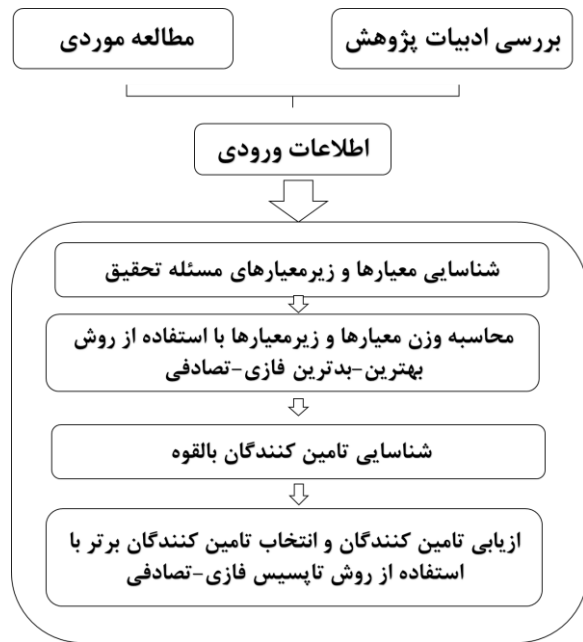 بررسی ادبیات پژوهش
مطالعه موردی
اطلاعات ورودی
شناسایی معیارها و زیرمعیارهای مسئله تحقیق
محاسبه وزن معیارها و زیرمعیارها با استفاده از روش
بهترین-بدترین فازی-تصادفی
شناسایی تامین کنندگان بالقوه
ازیابی تامین کنندگان و انتخاب تامین کنندگان برتر با
استفاده از روش تاپسیس فازی-تصادفی